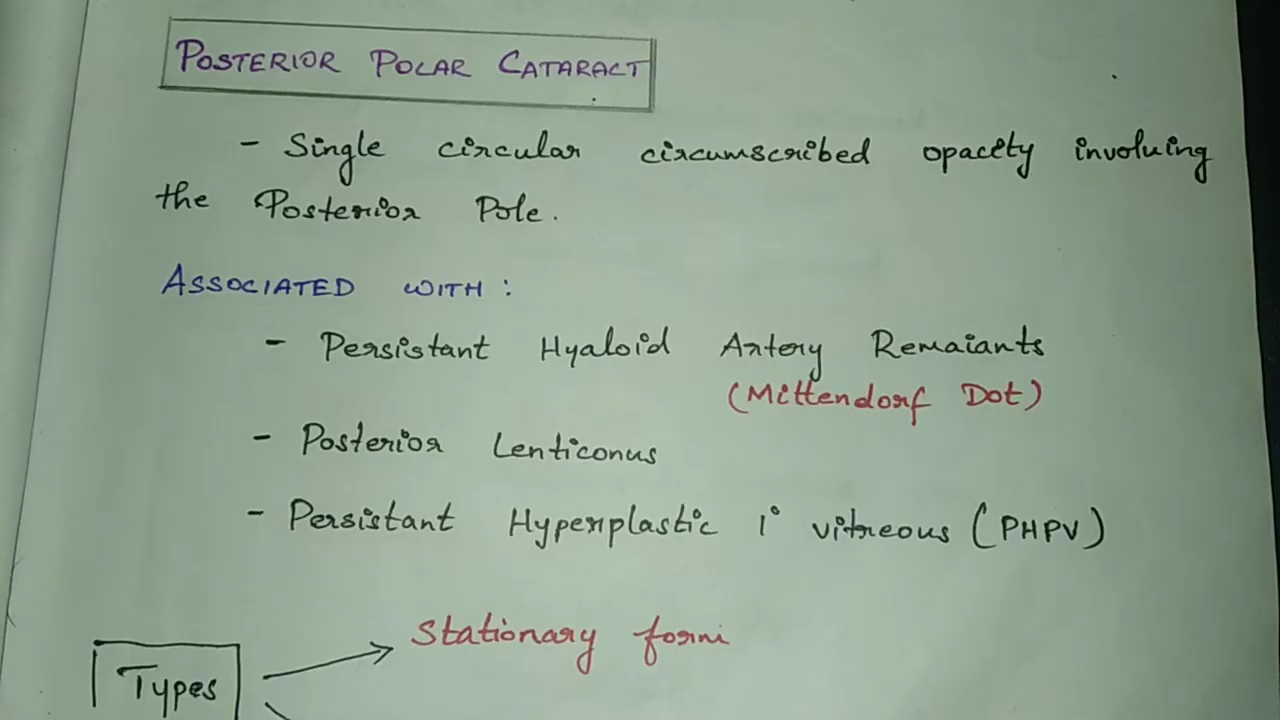 POSTERIOR POLAR CATARACT
- Single circular circumscribed opacity involving
the Posterior Pole.
ASSOCIATED WITH :
- Persistant Hyaloid Artery Remaiants
(Mittendorf Dot)
- Posterior Lenticonus
- Persistant Hyperplastic 1° vitreous (PHPV)
Stationary form
Types